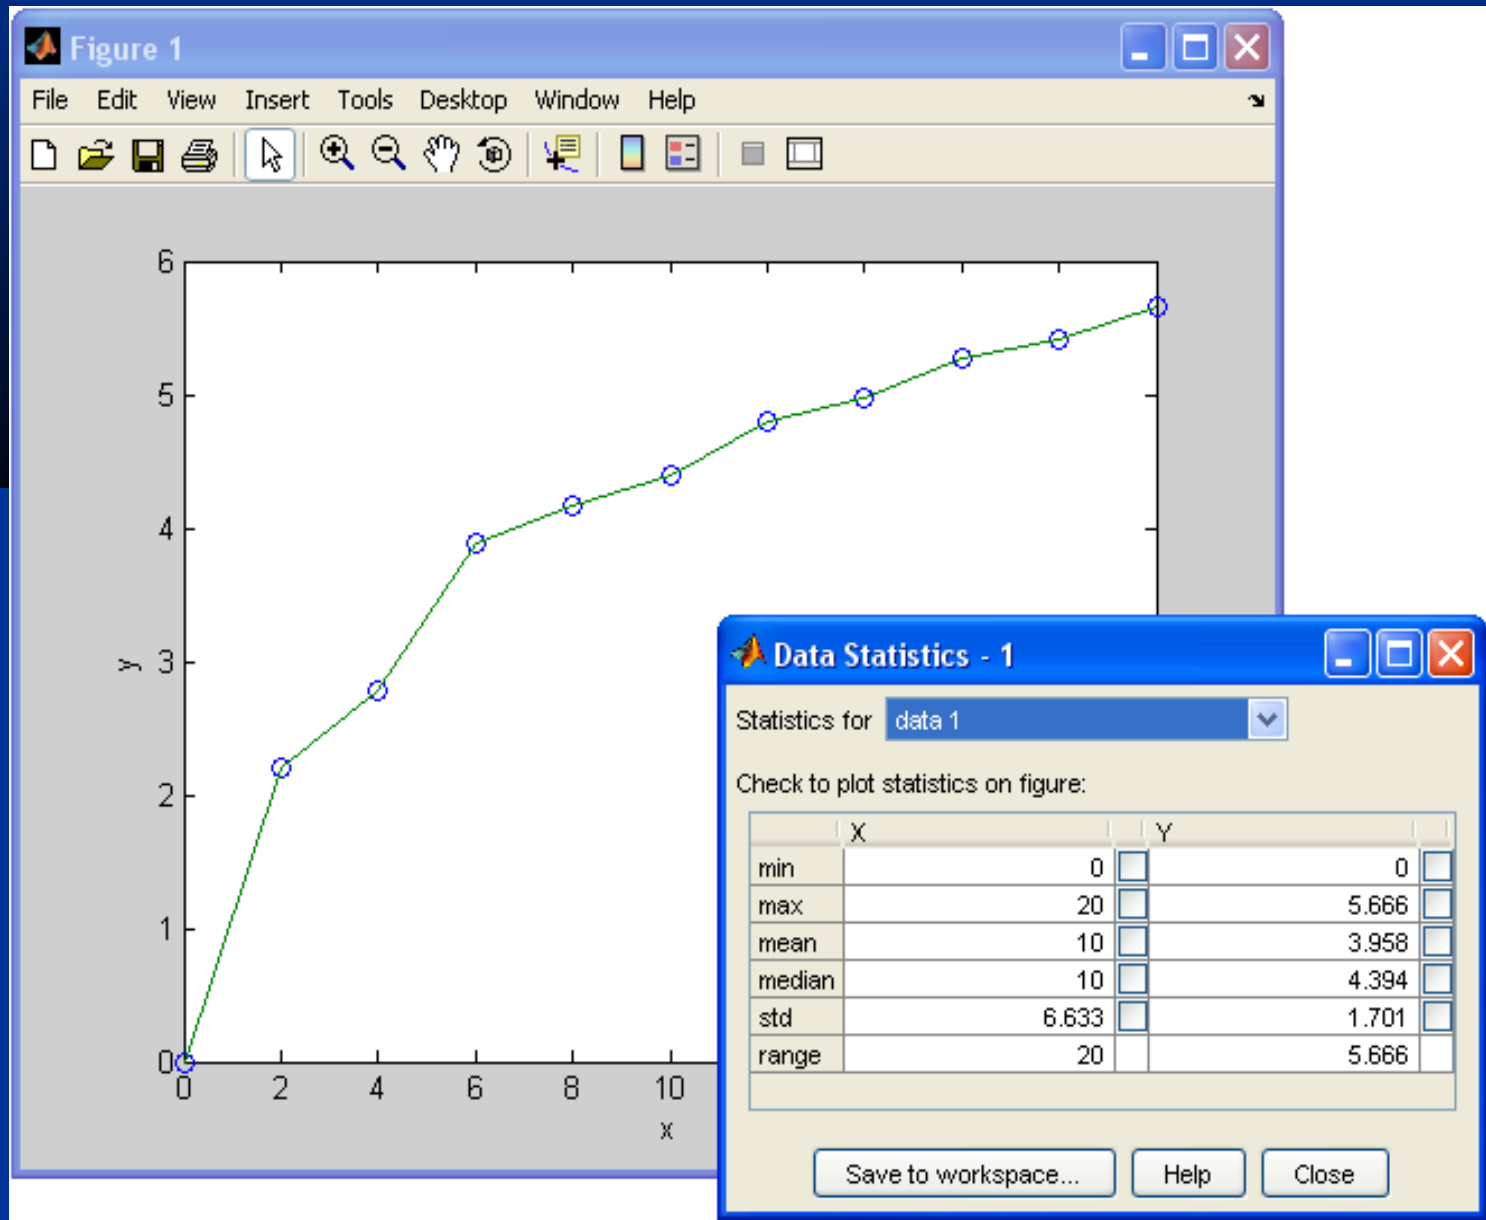 Figure 1
File Edit View Insert Tools Desktop Window Help
6
5
4
3
2
1
0
y
0 2 4 6 8 10
x
Data Statistics - 1
Statistics for data 1
Check to plot statistics on figure:
X Y
min 0 0
max 20 5.666
mean 10 3.958
median 10 4.394
std 6.633 1.701
range 20 5.666
Save to workspace... Help Close